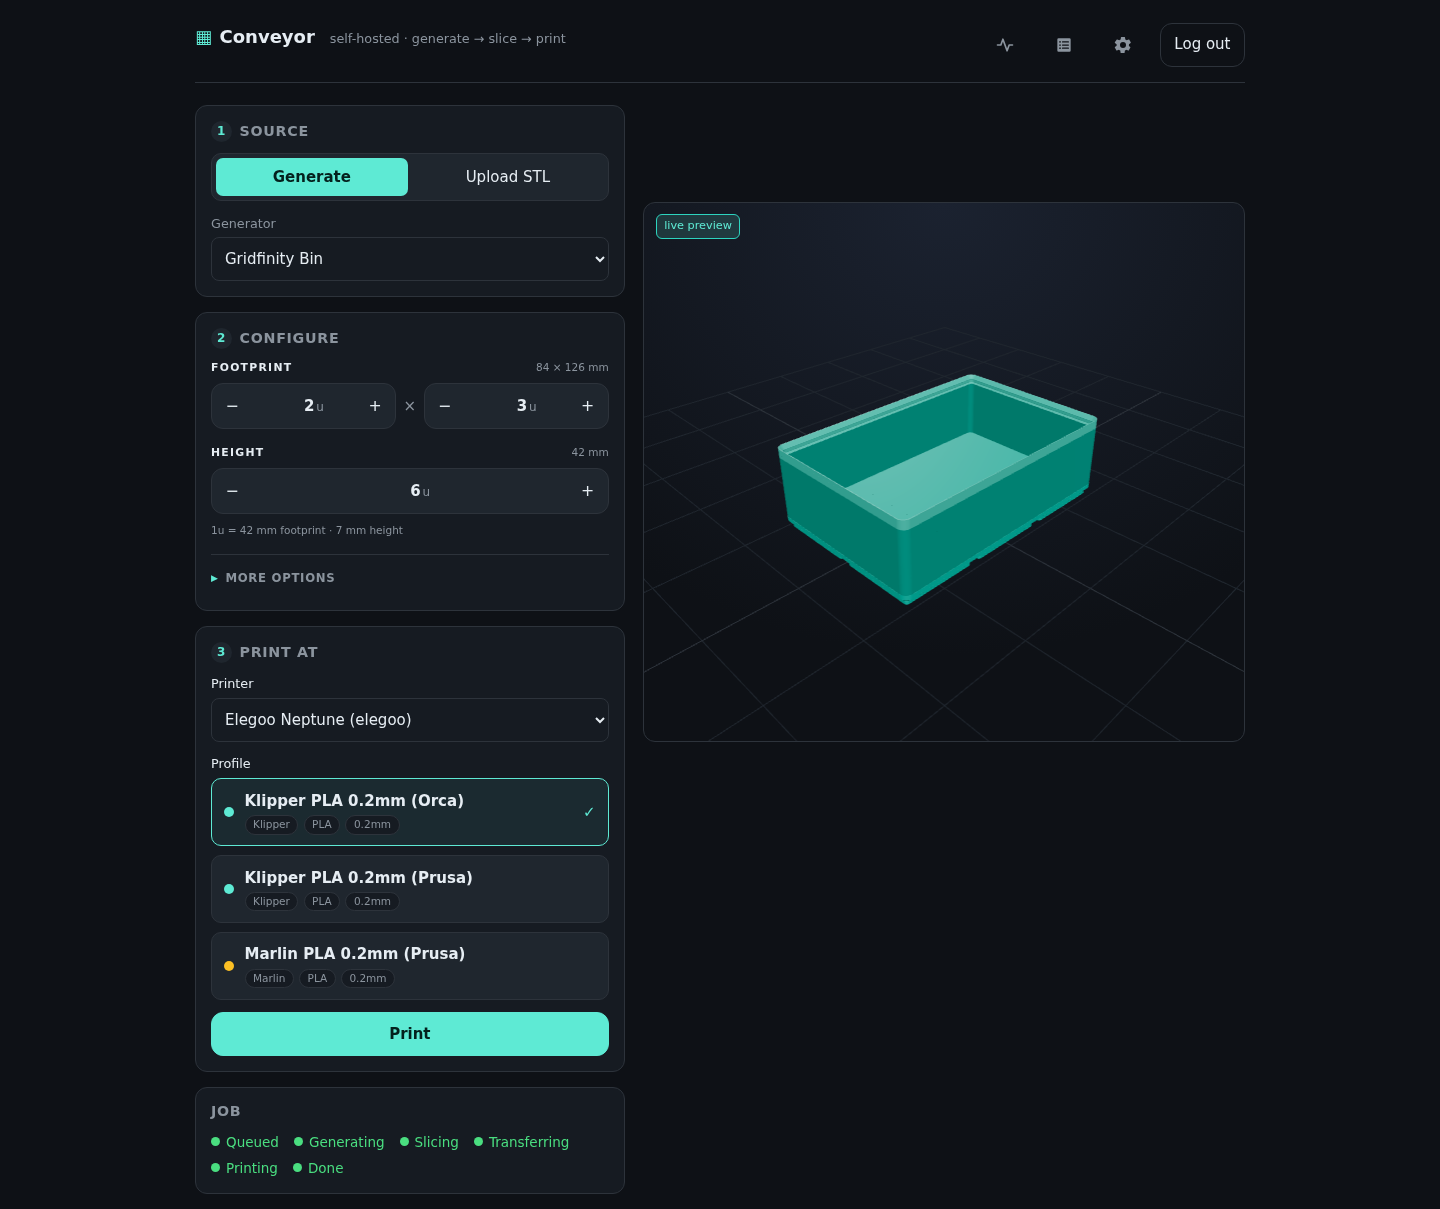 Conveyor self-hosted · generate → slice → print
Log out
1 SOURCE
Generate Upload STL
Generator
Gridfinity Bin
2 CONFIGURE
FOOTPRINT 84 × 126 mm
− 2 u + × − 3 u +
HEIGHT 42 mm
− 6 u +
1u = 42 mm footprint · 7 mm height
▸ MORE OPTIONS
3 PRINT AT
Printer
Elegoo Neptune (elegoo)
Profile
Klipper PLA 0.2mm (Orca) ✓
Klipper PLA 0.2mm
Klipper PLA 0.2mm (Prusa)
Klipper PLA 0.2mm
Marlin PLA 0.2mm (Prusa)
Marlin PLA 0.2mm
Print
JOB
Queued Generating Slicing Transferring
Printing Done
live preview